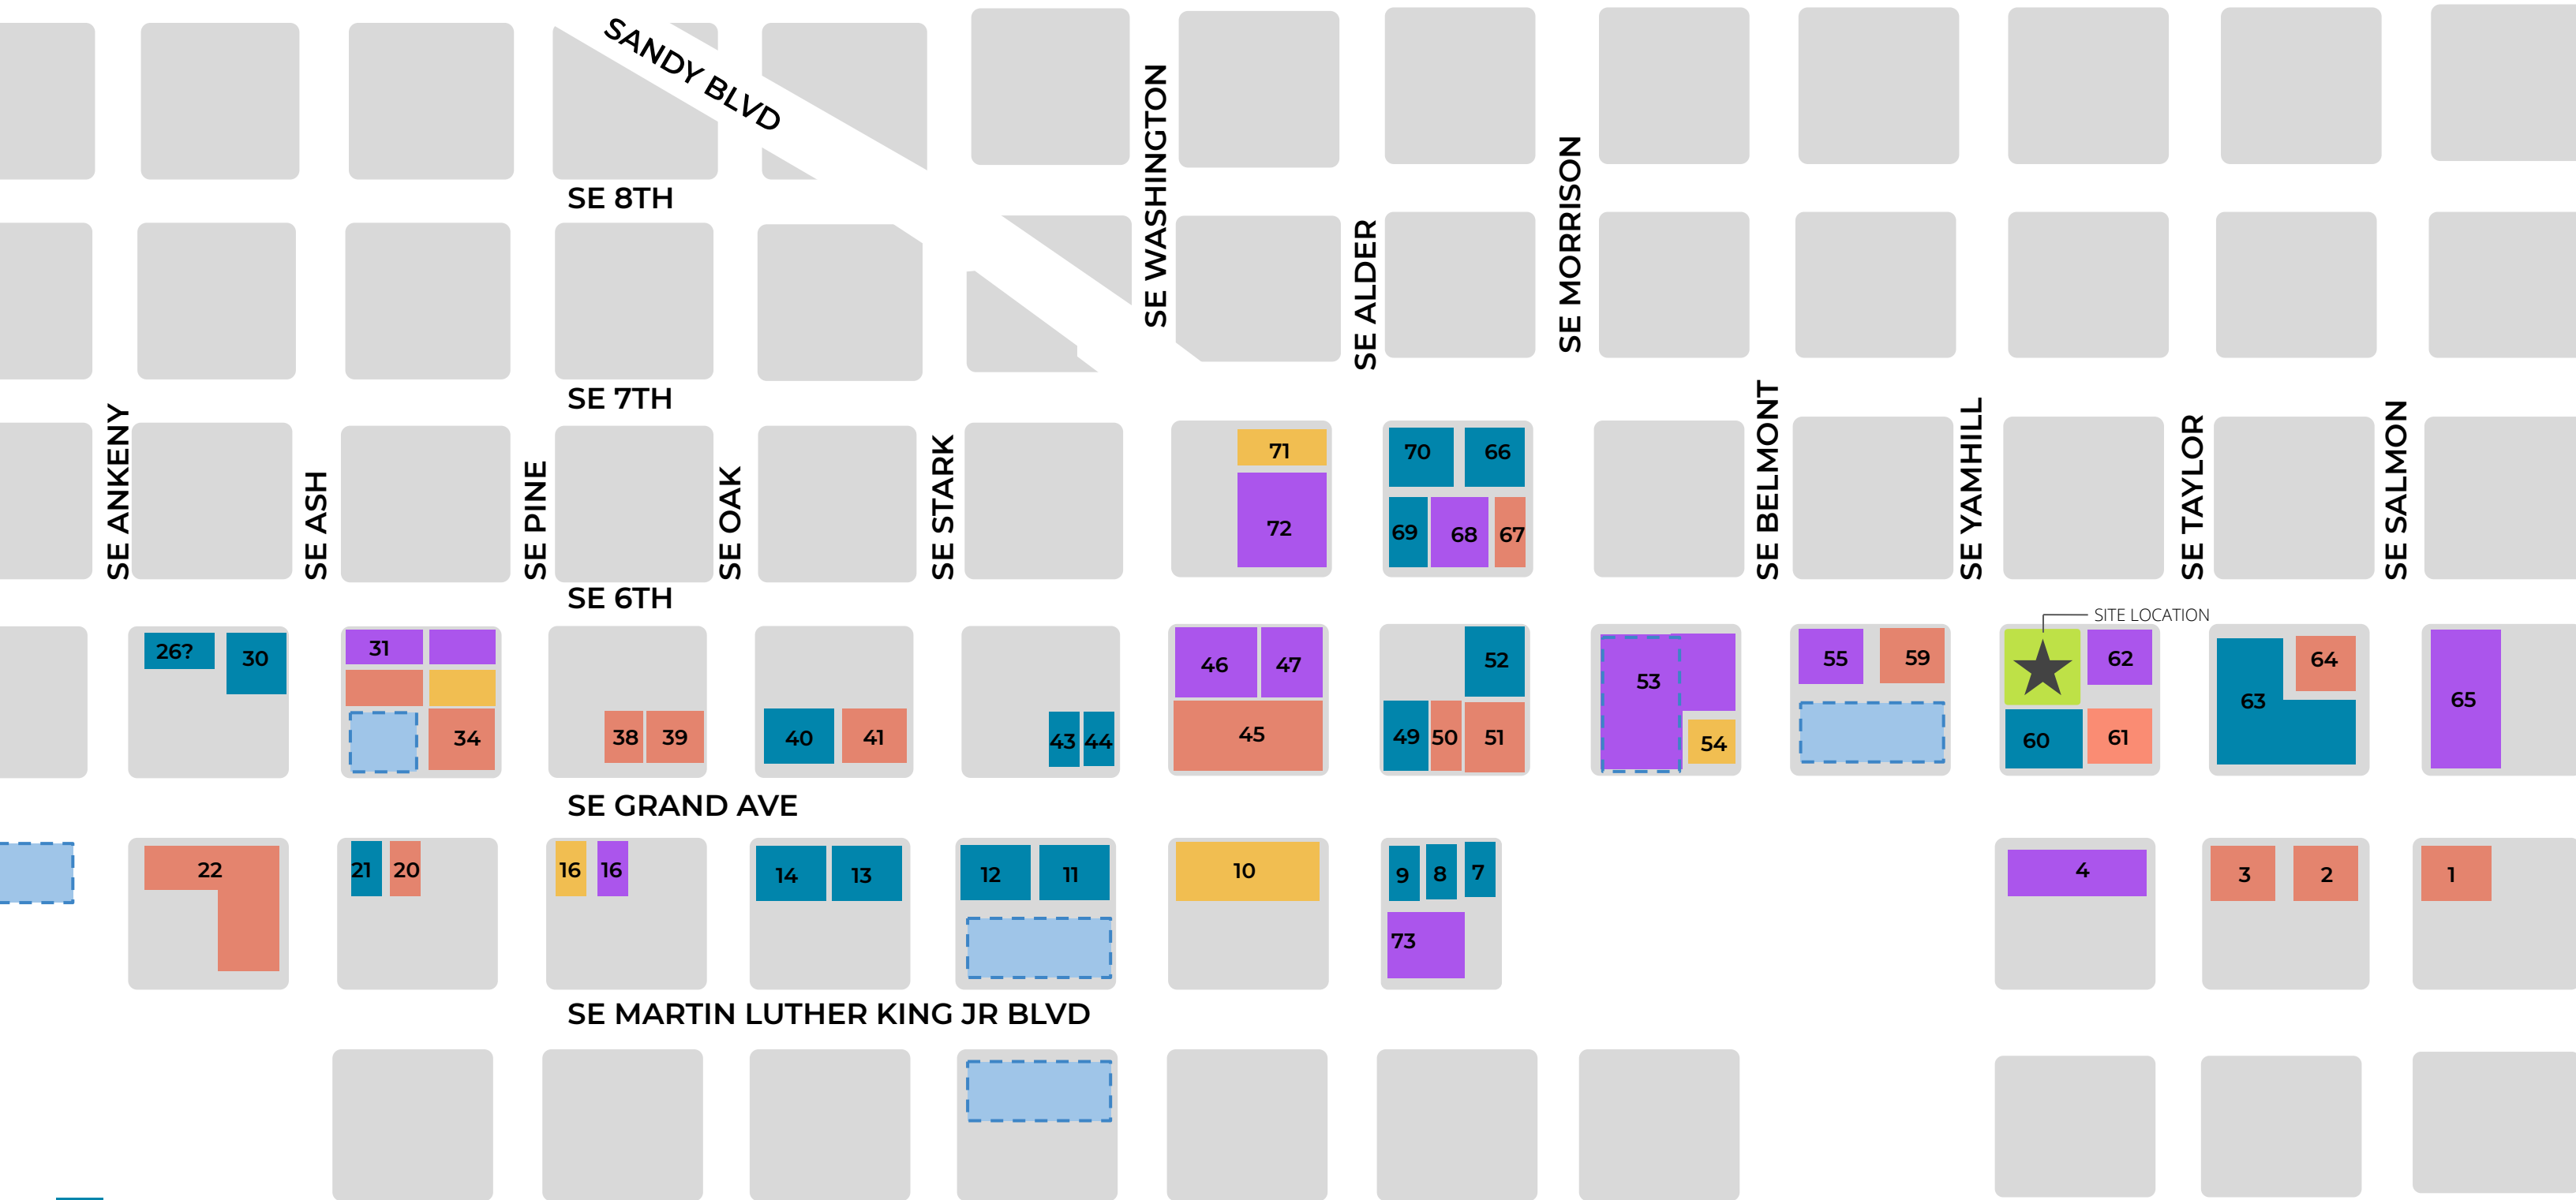 SANDY BLVD
SE 8TH
SE WASHINGTON
SE MORRISON
SE ALDER
SE 7TH
SE ANKENY
SE ASH
SE PINE
SE OAK
SE STARK
SE BELMONT
SE YAMHILL
SE TAYLOR
SE SALMON
71
70
66
72
69
68
67
SE 6TH
SITE LOCATION
26?
30
31
46
47
52
53
55
59
62
63
64
65
34
38
39
40
41
43
44
45
49
50
51
54
60
61
SE GRAND AVE
22
21
20
16
16
14
13
12
11
10
9
8
7
73
4
3
2
1
SE MARTIN LUTHER KING JR BLVD